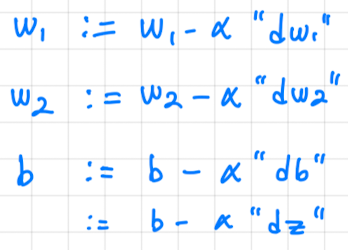 w₁ := w₁ - α "dw₁"
w₂ := w₂ - α "dw2"
b := b - α "db"
:= b - α "dz"